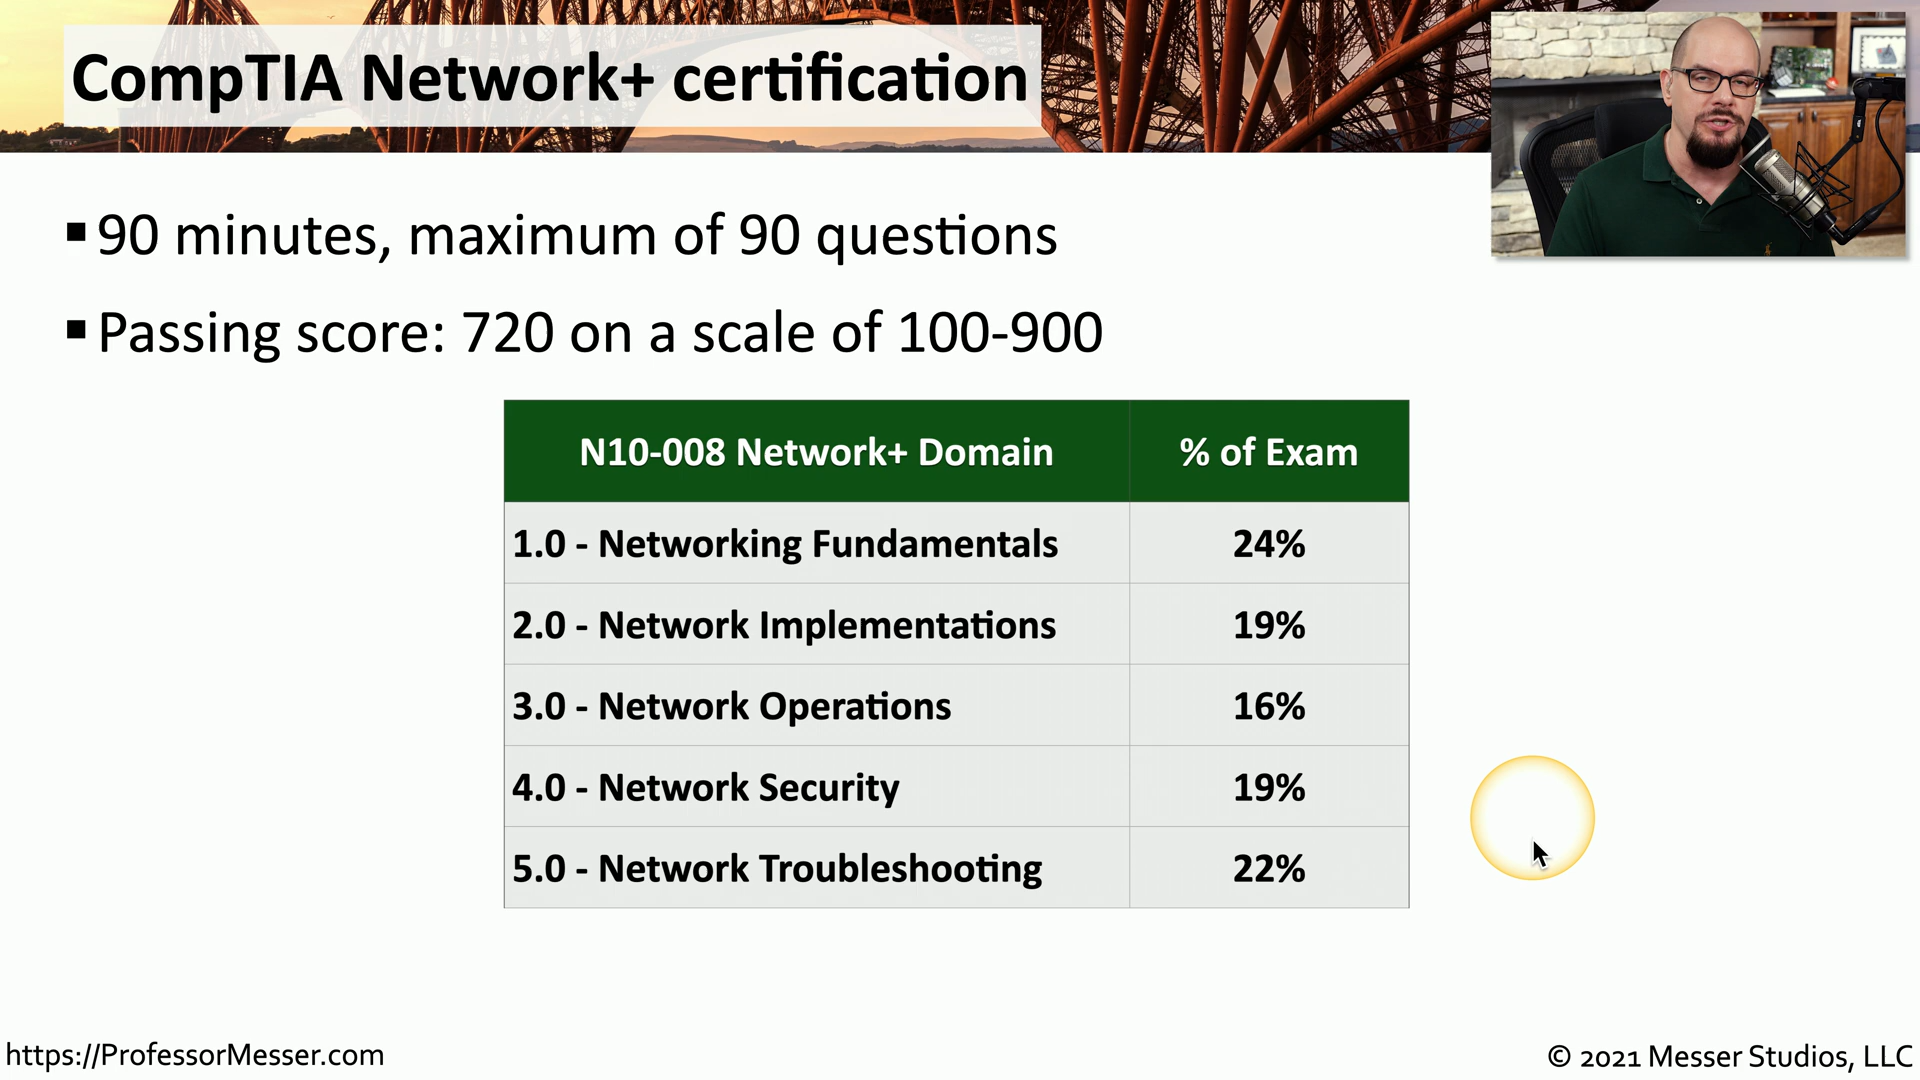 CompTIA Network+ certification
▪ 90 minutes, maximum of 90 questions
▪ Passing score: 720 on a scale of 100-900
N10-008 Network+ Domain % of Exam
1.0 - Networking Fundamentals 24%
2.0 - Network Implementations 19%
3.0 - Network Operations 16%
4.0 - Network Security 19%
5.0 - Network Troubleshooting 22%
https://ProfessorMesser.com © 2021 Messer Studios, LLC